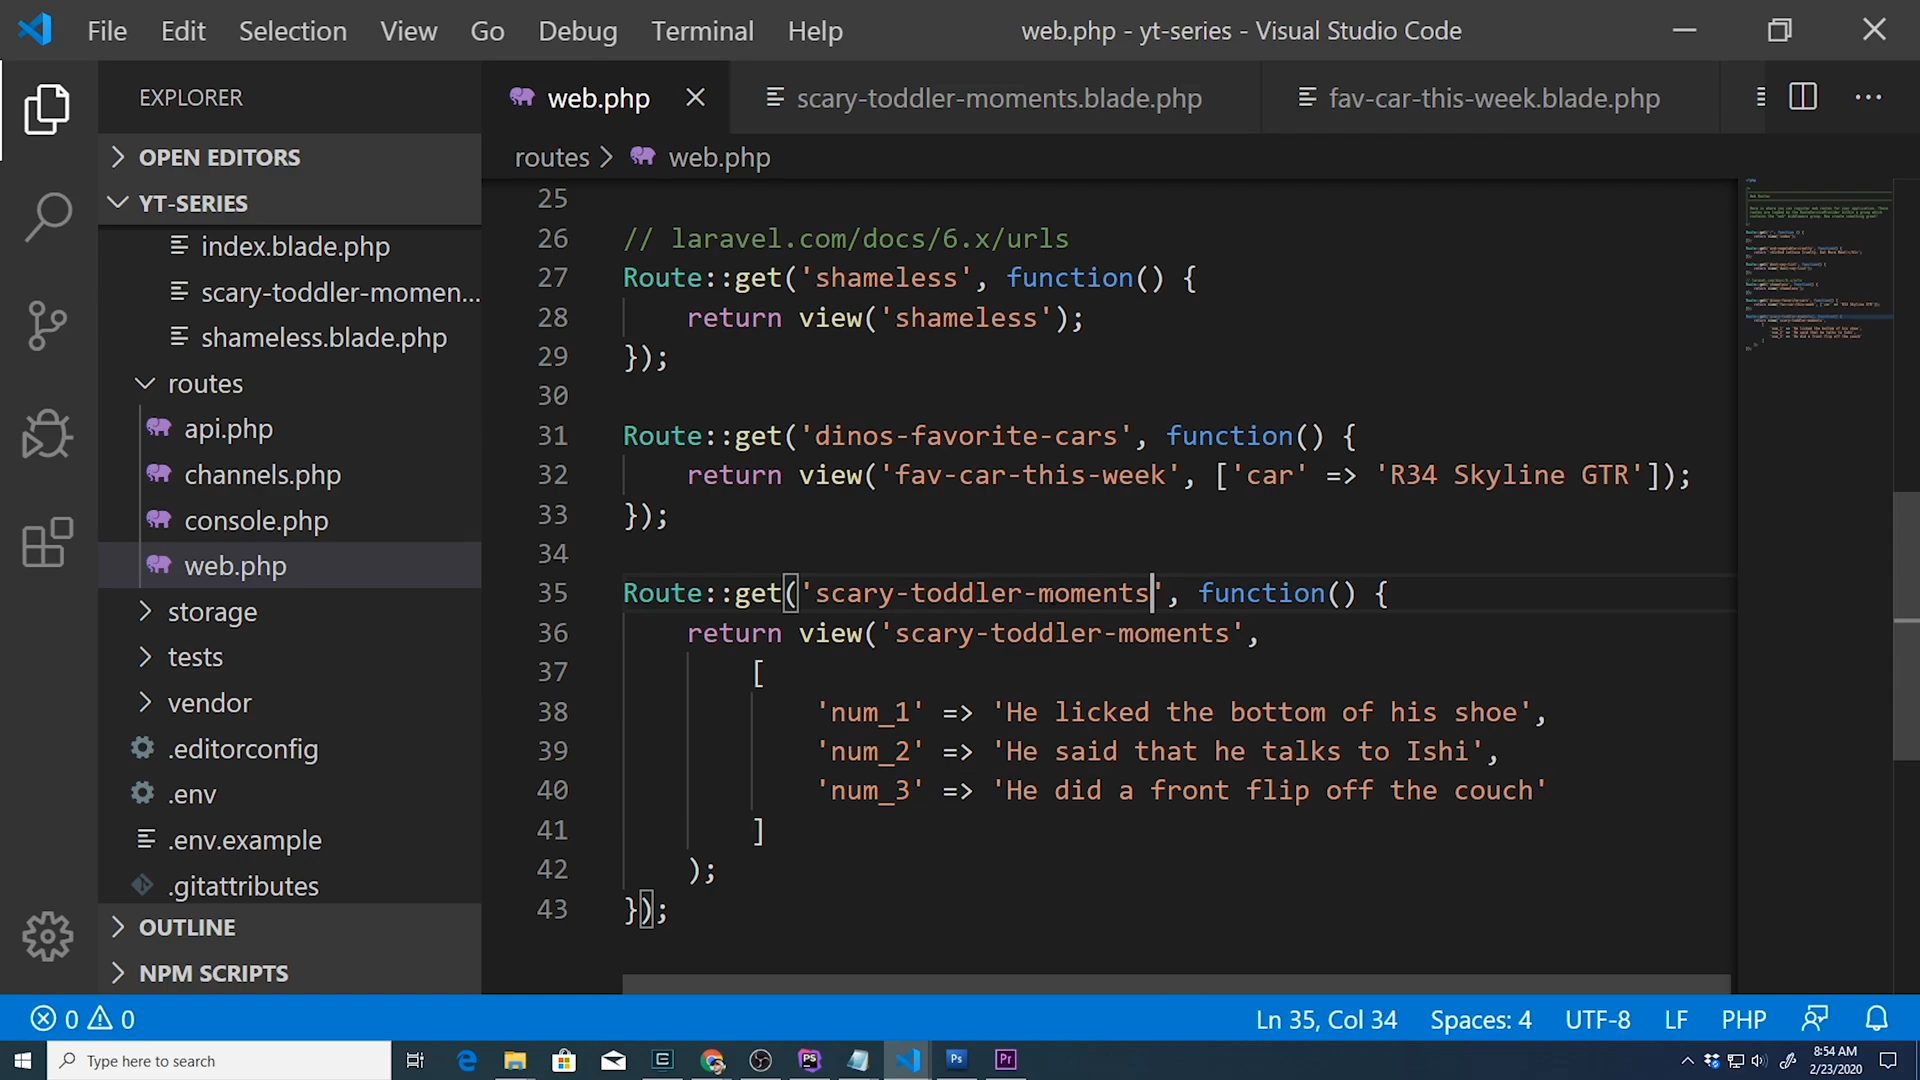 File Edit Selection View Go Debug Terminal Help
web.php - yt-series - Visual Studio Code
EXPLORER
OPEN EDITORS
YT-SERIES
index.blade.php
scary-toddler-momen...
shameless.blade.php
routes
api.php
channels.php
console.php
web.php
storage
tests
vendor
.editorconfig
.env
.env.example
.gitattributes
OUTLINE
NPM SCRIPTS
web.php
scary-toddler-moments.blade.php
fav-car-this-week.blade.php
routes > web.php
25
26 // laravel.com/docs/6.x/urls
27 Route::get('shameless', function() {
28 return view('shameless');
29 });
30
31 Route::get('dinos-favorite-cars', function() {
32 return view('fav-car-this-week', ['car' => 'R34 Skyline GTR']);
33 });
34
35 Route::get('scary-toddler-moments', function() {
36 return view('scary-toddler-moments',
37 [
38 'num_1' => 'He licked the bottom of his shoe',
39 'num_2' => 'He said that he talks to Ishi',
40 'num_3' => 'He did a front flip off the couch'
41 ]
42 );
43 });
0 0
Ln 35, Col 34 Spaces: 4 UTF-8 LF PHP
Type here to search
PS
Ps
Pr
8:54 AM
2/23/2020